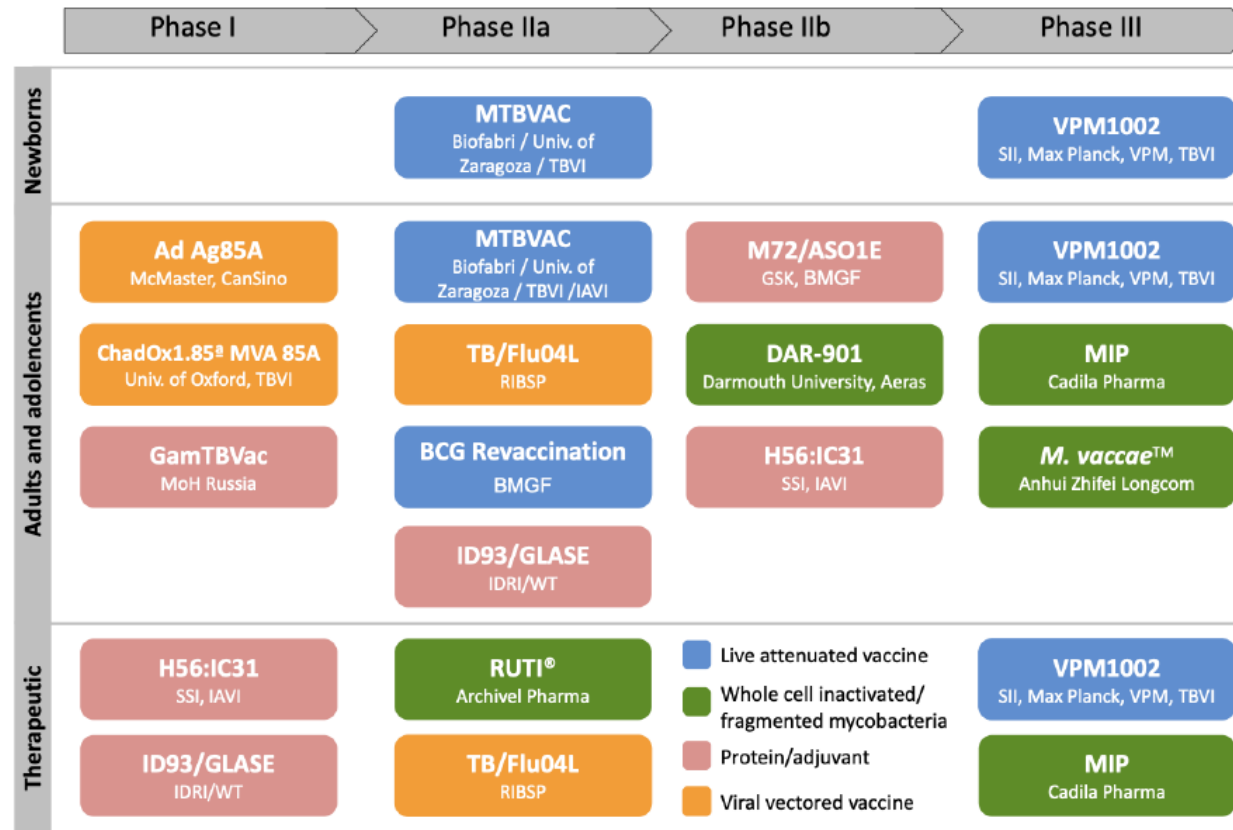 Phase I
Phase IIa
Phase IIb
Phase III
Newborns
MTBVAC
Biofabri / Univ. of
Zaragoza / TBVI
VPM1002
SII, Max Planck, VPM, TBVI
Adults and adolencents
Ad Ag85A
McMaster, CanSino
MTBVAC
Biofabri / Univ. of
Zaragoza / TBVI /IAVI
M72/ASO1E
GSK, BMGF
VPM1002
SII, Max Planck, VPM, TBVI
ChadOx1.85ª MVA 85A
Univ. of Oxford, TBVI
TB/Flu04L
RIBSP
DAR-901
Darmouth University, Aeras
MIP
Cadila Pharma
GamTBVac
MoH Russia
BCG Revaccination
BMGF
H56:IC31
SSI, IAVI
M. vaccae™
Anhui Zhifei Longcom
ID93/GLASE
IDRI/WT
Therapeutic
H56:IC31
SSI, IAVI
RUTI®
Archivel Pharma
Live attenuated vaccine
Whole cell inactivated/
fragmented mycobacteria
Protein/adjuvant
Viral vectored vaccine
VPM1002
SII, Max Planck, VPM, TBVI
ID93/GLASE
IDRI/WT
TB/Flu04L
RIBSP
MIP
Cadila Pharma